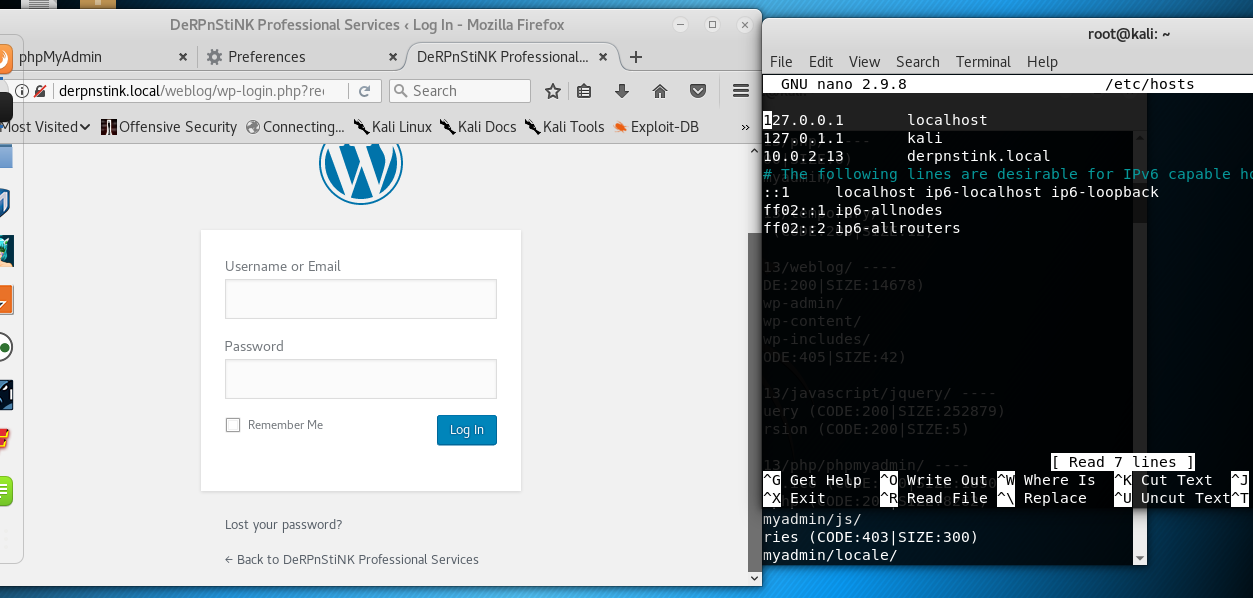 DeRPnStiNK Professional Services ‹ Log In - Mozilla Firefox
phpMyAdmin
Preferences
DeRPnStiNK Professional...
derpnstink.local/weblog/wp-login.php?re
Search
Most Visited
Offensive Security
Connecting...
Kali Linux
Kali Docs
Kali Tools
Exploit-DB
»
Username or Email
Password
Remember Me
Log In
Lost your password?
← Back to DeRPnStiNK Professional Services
root@kali: ~
File Edit View Search Terminal Help
GNU nano 2.9.8 /etc/hosts
127.0.0.1 localhost
127.0.1.1 kali
10.0.2.13 derpnstink.local
# The following lines are desirable for IPv6 capable ho
::1 localhost ip6-localhost ip6-loopback
ff02::1 ip6-allnodes
ff02::2 ip6-allrouters
13/weblog/ ----
DE:200|SIZE:14678)
wp-admin/
wp-content/
wp-includes/
ODE:405|SIZE:42)
13/javascript/jquery/ ----
uery (CODE:200|SIZE:252879)
rsion (CODE:200|SIZE:5)
13/php/phpmyadmin/ ----
[ Read 7 lines ]
^G Get Help ^O Write Out ^W Where Is ^K Cut Text ^J
^X Exit ^R Read File ^\ Replace ^U Uncut Text ^T
myadmin/js/
ries (CODE:403|SIZE:300)
myadmin/locale/